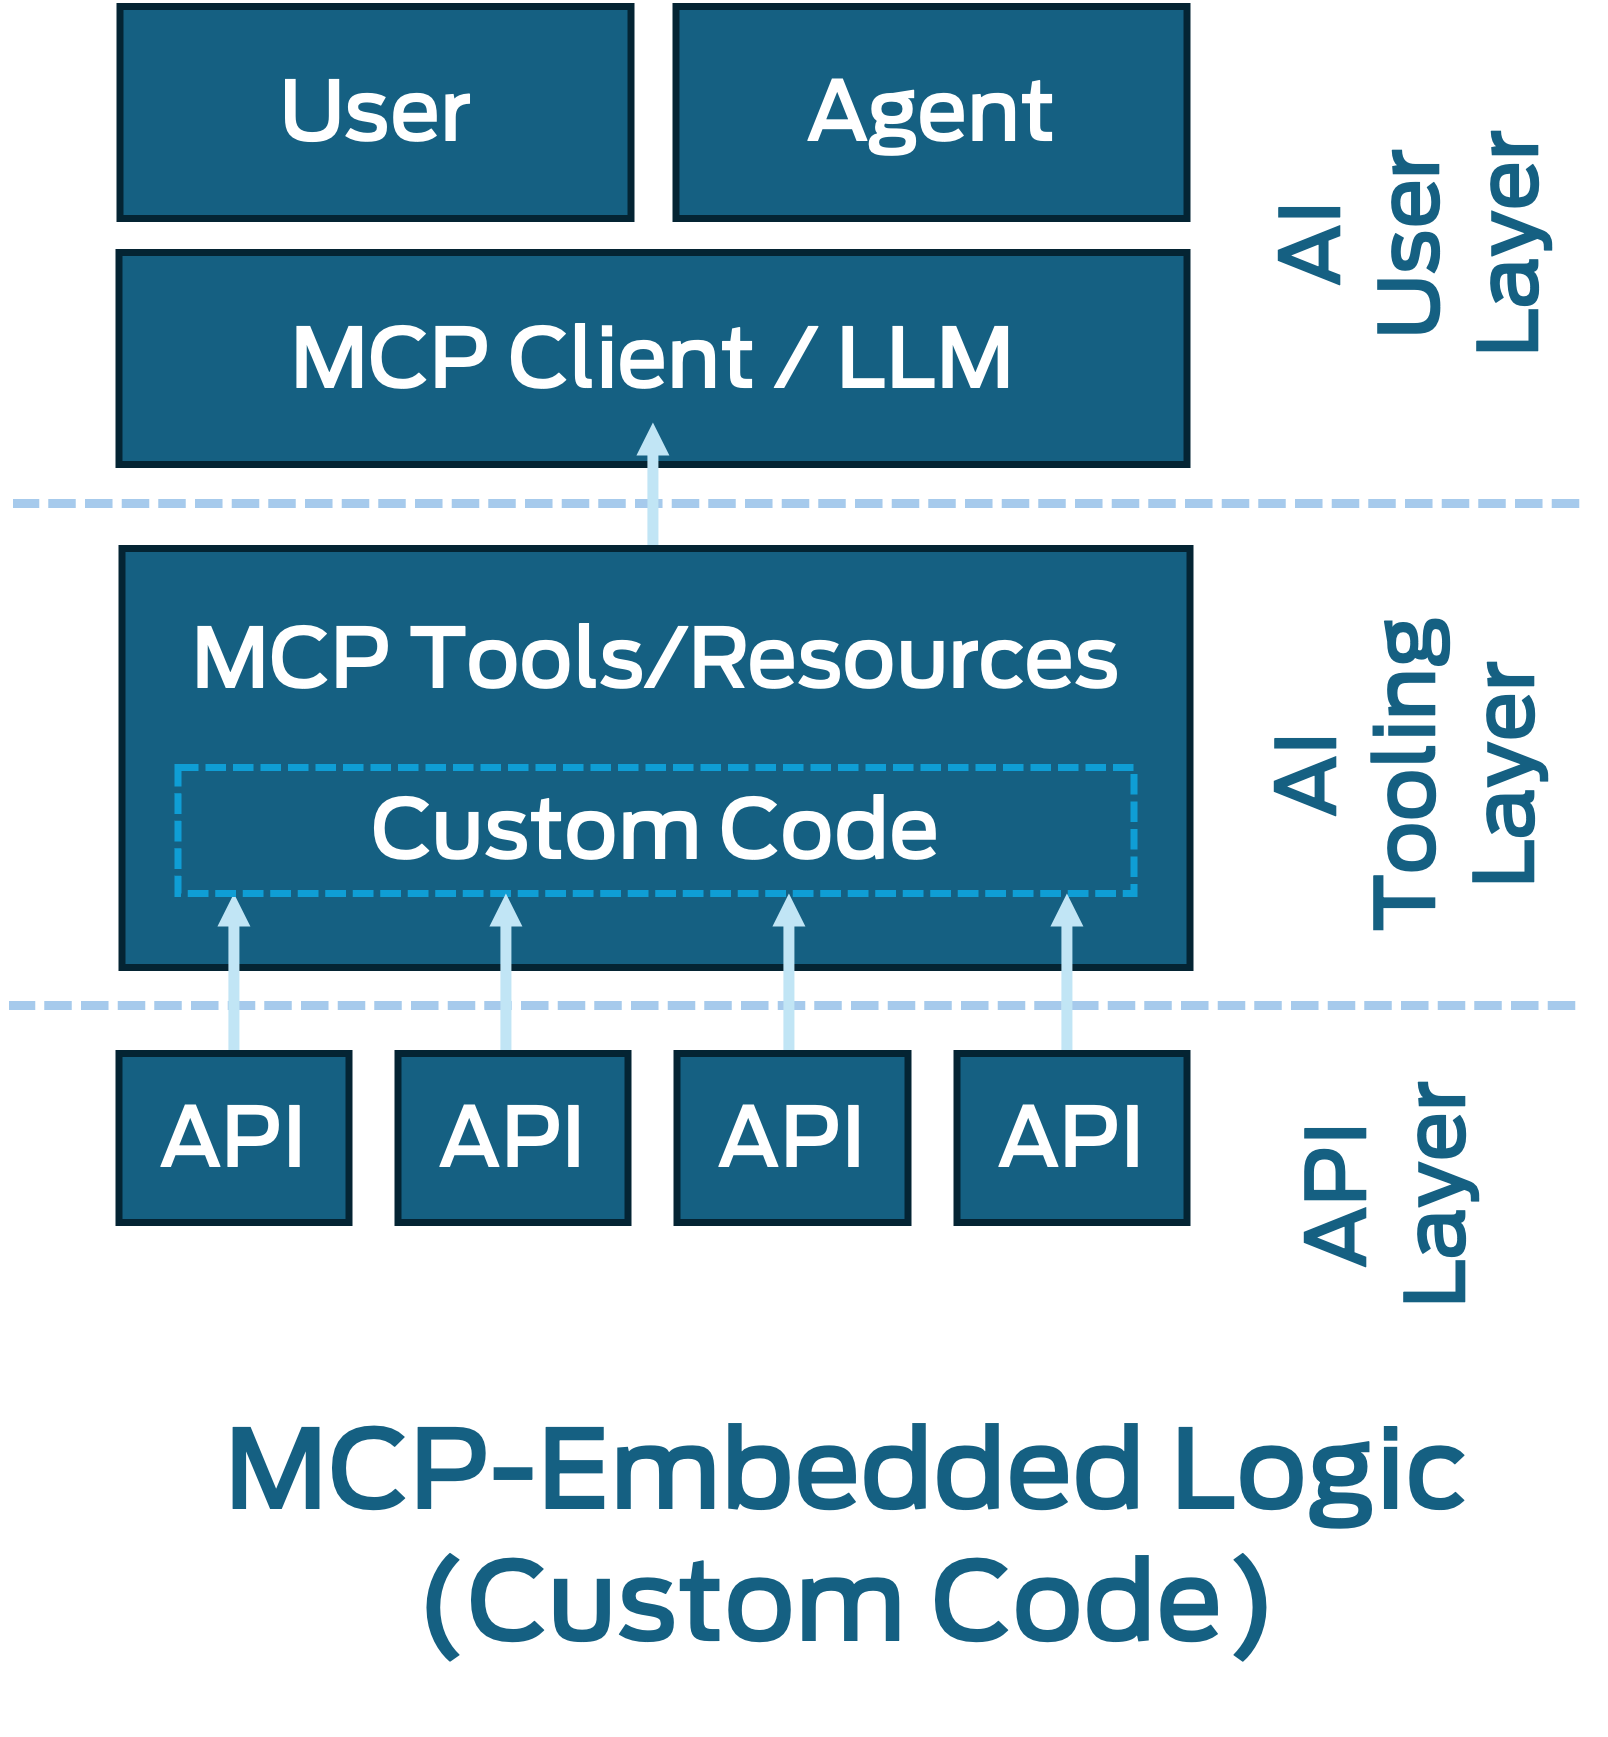 User
Agent
AI
User
Layer
MCP Client / LLM
MCP Tools/Resources
AI
Tooling
Layer
Custom Code
API
API
API
API
API
Layer
MCP-Embedded Logic
(Custom Code)